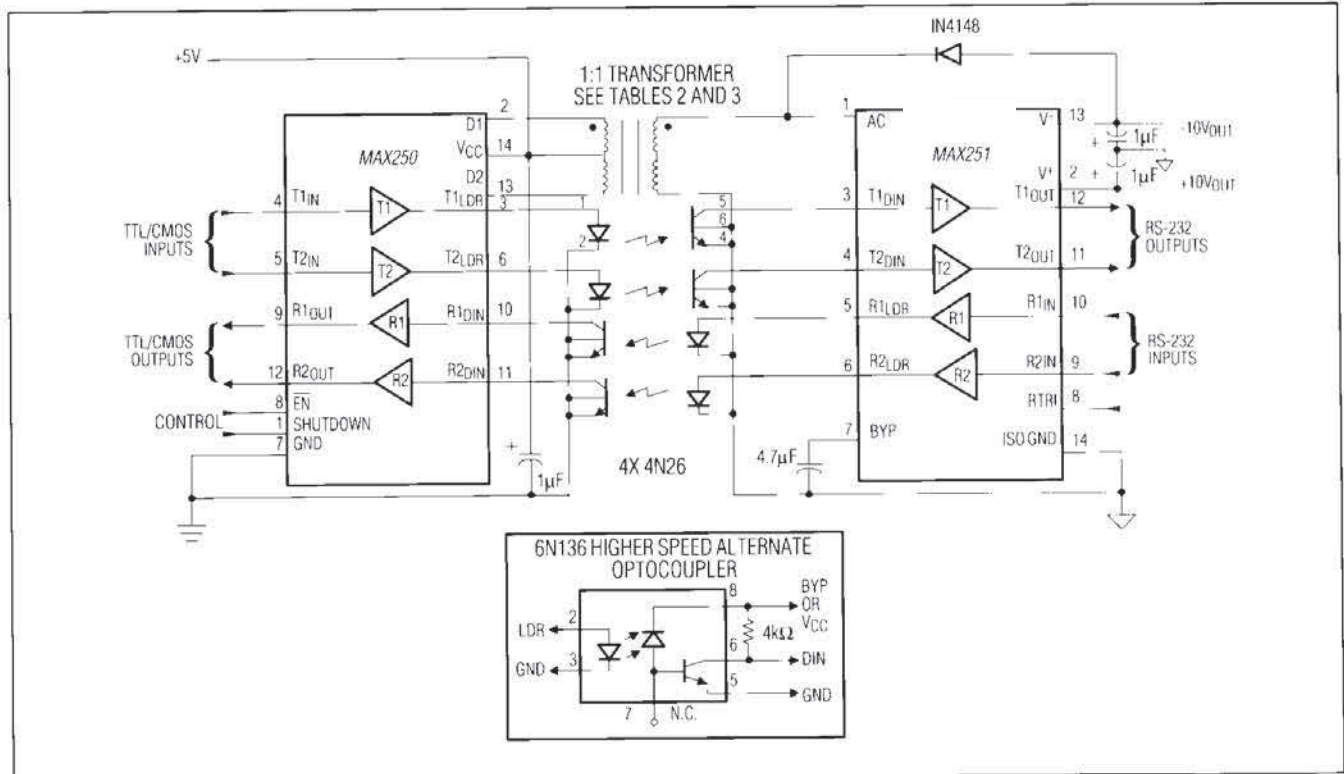 IN4148
+5V
1:1 TRANSFORMER
SEE TABLES 2 AND 3
2
D1
MAX250
VCC
14
D2
13
4
T1IN
T1
T1LDR
3
1
2
TTL/CMOS
INPUTS
5
T2IN
T2
T2LDR
6
9
R1OUT
R1
R1DIN
10
TTL/CMOS
OUTPUTS
12
R2OUT
R2
R2DIN
11
8
EN
CONTROL
1
SHUTDOWN
7
GND
+
1µF
4X 4N26
5
6
4
1
AC
MAX251
V-
13
-10VOUT
+
1µF
V+
2
+
1µF
+10VOUT
3
T1DIN
T1
T1OUT
12
RS-232
OUTPUTS
4
T2DIN
T2
T2OUT
11
5
R1LDR
R1
R1IN
10
RS-232
INPUTS
6
R2LDR
R2
R2IN
9
RTRI
8
7
BYP
ISO GND
14
4.7µF
6N136 HIGHER SPEED ALTERNATE
OPTOCOUPLER
8
BYP
OR
VCC
2
LDR
4kΩ
6
DIN
GND
3
5
GND
7
N.C.